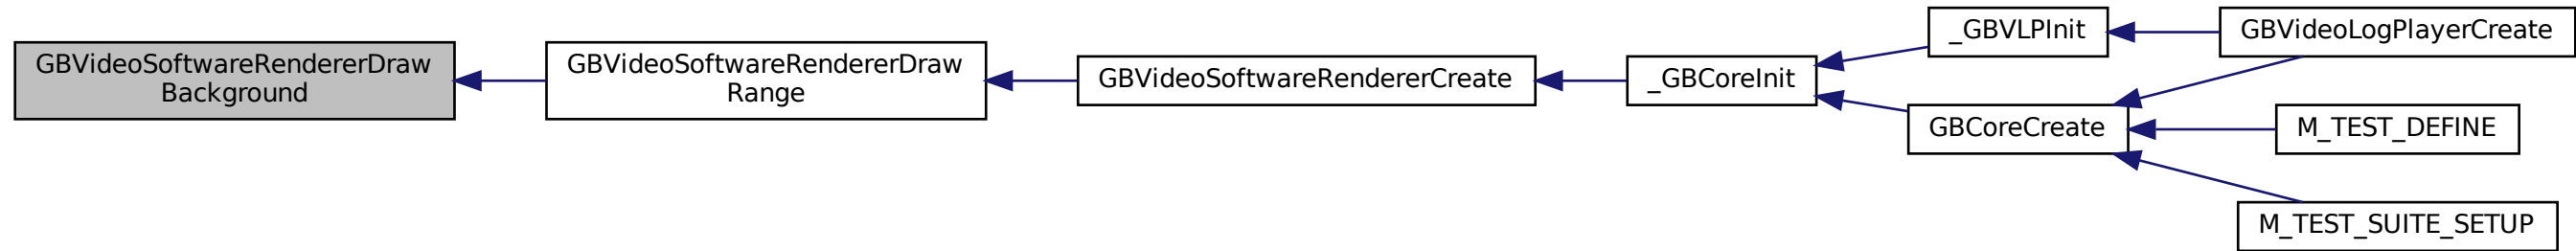 GBVideoSoftwareRendererDraw
Background
GBVideoSoftwareRendererDraw
Range
GBVideoSoftwareRendererCreate
_GBCoreInit
_GBVLPInit
GBVideoLogPlayerCreate
GBCoreCreate
M_TEST_DEFINE
M_TEST_SUITE_SETUP